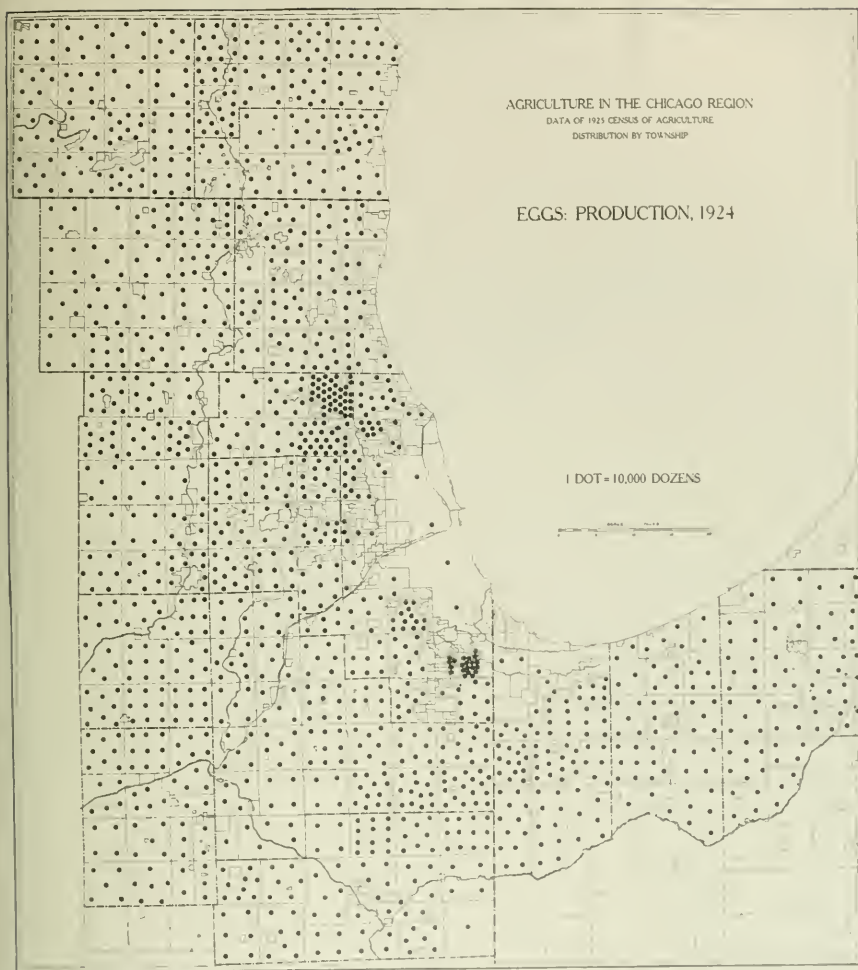 AGRICULTURE IN THE CHICAGO REGION
DATA OF 1925 CENSUS OF AGRICULTURE
DISTRIBUTION BY TOWNSHIP
EGGS: PRODUCTION, 1924
1 DOT = 10,000 DOZENS